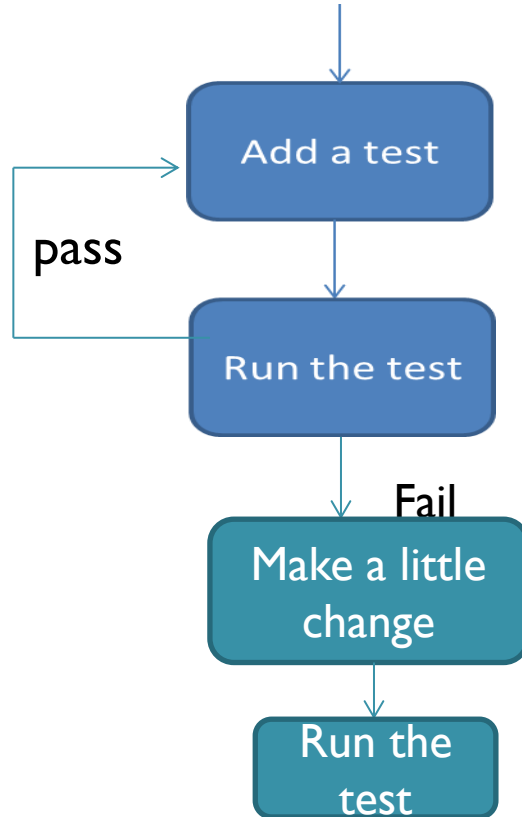 Add a test
pass
Run the test
Fail
Make a little
change
Run the
test